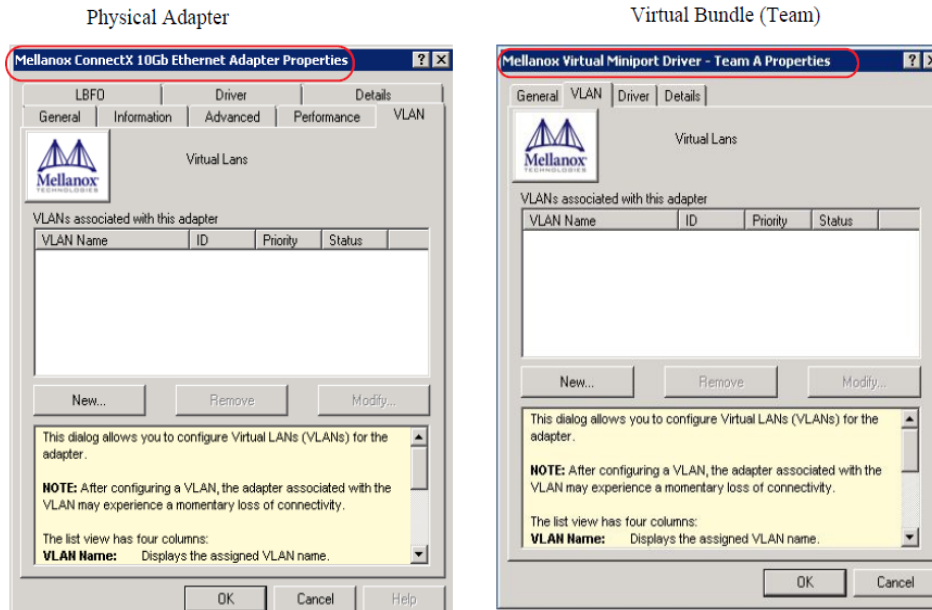 Physical Adapter
Mellanox ConnectX 10Gb Ethernet Adapter Properties
LBFO Driver Details
General Information Advanced Performance VLAN
Mellanox
TECHNOLOGIES
Virtual Lans
VLANs associated with this adapter
VLAN Name ID Priority Status
New... Remove Modify...
This dialog allows you to configure Virtual LANs (VLANs) for the
adapter.
NOTE: After configuring a VLAN, the adapter associated with the
VLAN may experience a momentary loss of connectivity.
The list view has four columns:
VLAN Name: Displays the assigned VLAN name.
OK Cancel Help
Virtual Bundle (Team)
Mellanox Virtual Miniport Driver - Team A Properties
General VLAN Driver Details
Mellanox
TECHNOLOGIES
Virtual Lans
VLANs associated with this adapter
VLAN Name ID Priority Status
New... Remove Modify...
This dialog allows you to configure Virtual LANs (VLANs) for the
adapter.
NOTE: After configuring a VLAN, the adapter associated with the
VLAN may experience a momentary loss of connectivity.
The list view has four columns:
VLAN Name: Displays the assigned VLAN name.
OK Cancel